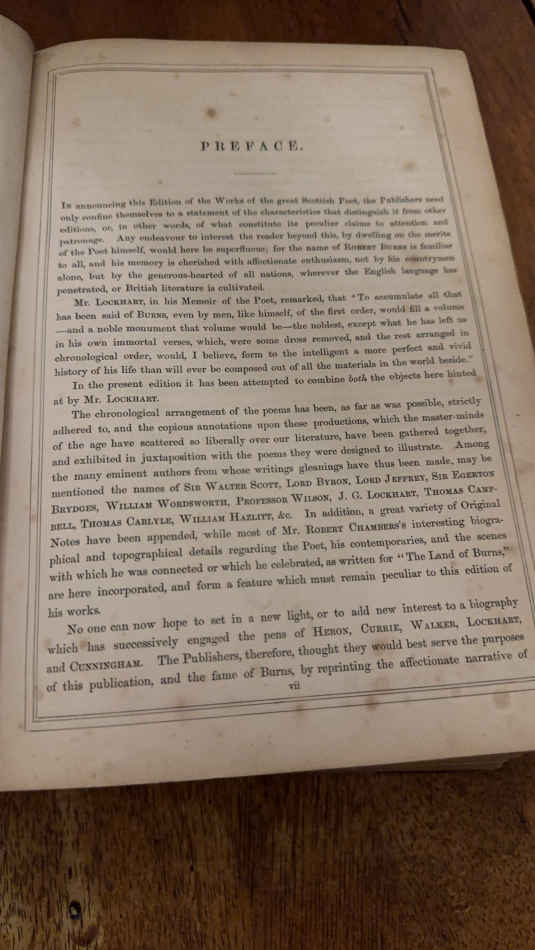 PREFACE.
In announcing this Edition of the Works of the great Scottish Poet, the Publishers need
only confine themselves to a statement of the characteristics that distinguish it from other
editions, or, in other words, of what constitute its peculiar claims to attention and
patronage. Any endeavour to interest the reader beyond this, by dwelling on the merits
of the Poet himself, would here be superfluous; for the name of ROBERT BURNS is familiar
to all, and his memory is cherished with affectionate enthusiasm, not by his countrymen
alone, but by the generous-hearted of all nations, wherever the English language has
penetrated, or British literature is cultivated.
Mr. LOCKHART, in his Memoir of the Poet, remarked, that "To accumulate all that
has been said of BURNS, even by men, like himself, of the first order, would fill a volume
—and a noble monument that volume would be—the noblest, except what he has left us
in his own immortal verses, which, were some dross removed, and the rest arranged in
chronological order, would, I believe, form to the intelligent a more perfect and vivid
history of his life than will ever be composed out of all the materials in the world beside."
In the present edition it has been attempted to combine both the objects here hinted
at by Mr. LOCKHART.
The chronological arrangement of the poems has been, as far as was possible, strictly
adhered to, and the copious annotations upon these productions, which the master-minds
of the age have scattered so liberally over our literature, have been gathered together,
and exhibited in juxtaposition with the poems they were designed to illustrate. Among
the many eminent authors from whose writings gleanings have thus been made, may be
mentioned the names of SIR WALTER SCOTT, LORD BYRON, LORD JEFFREY, SIR EGERTON
BRYDGES, WILLIAM WORDSWORTH, PROFESSOR WILSON, J. G. LOCKHART, THOMAS CAMP-
BELL, THOMAS CARLYLE, WILLIAM HAZLITT, &c. In addition, a great variety of Original
Notes have been appended, while most of Mr. ROBERT CHAMBERS's interesting biogra-
phical and topographical details regarding the Poet, his contemporaries, and the scenes
with which he was connected or which he celebrated, as written for "The Land of Burns,"
are here incorporated, and form a feature which must remain peculiar to this edition of
his works.
No one can now hope to set in a new light, or to add new interest to a biography
which has successively engaged the pens of HERON, CURRIE, WALKER, LOCKHART,
and CUNNINGHAM. The Publishers, therefore, thought they would best serve the purposes
of this publication, and the fame of Burns, by reprinting the affectionate narrative of
vii